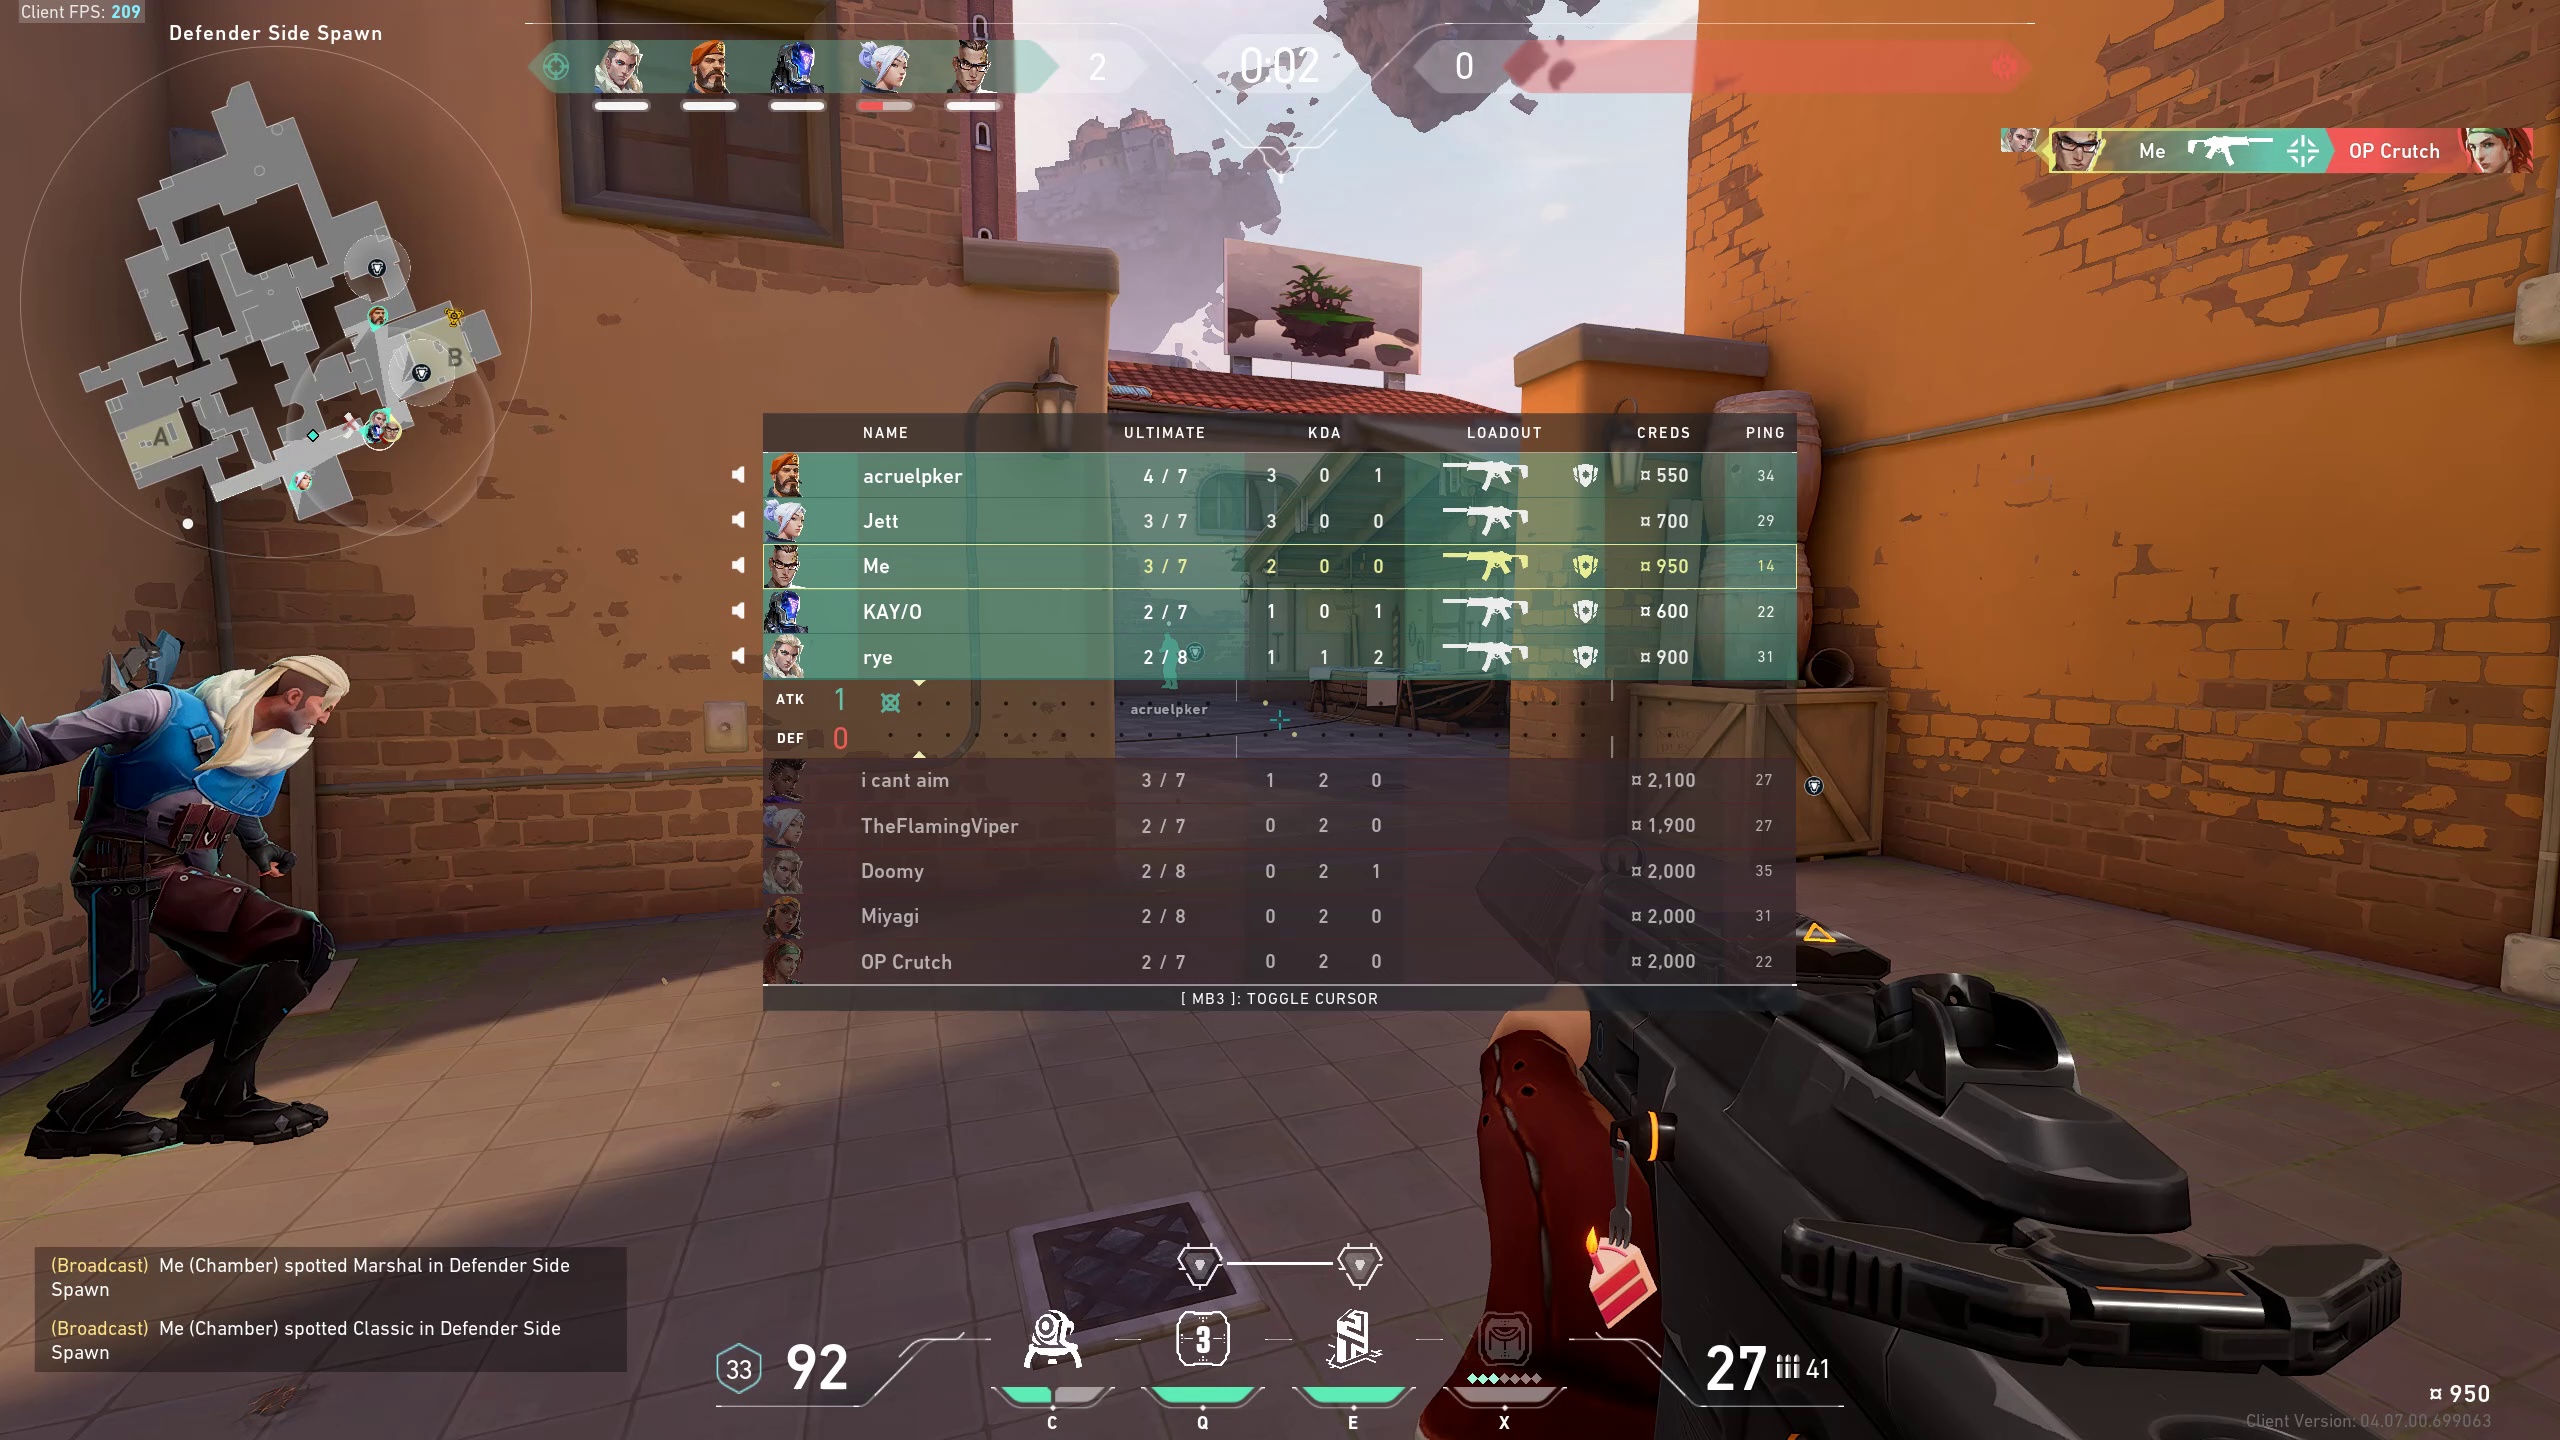 Client FPS: 209
Defender Side Spawn
2
0:02
0
Me OP Crutch
B
A
NAME ULTIMATE KDA LOADOUT CREDS PING
acruelpker 4 / 7 3 0 1 ¤ 550 34
Jett 3 / 7 3 0 0 ¤ 700 29
Me 3 / 7 2 0 0 ¤ 950 14
KAY/O 2 / 7 1 0 1 ¤ 600 22
rye 2 / 8 1 1 2 ¤ 900 31
ATK 1
acruelpker
DEF 0
i cant aim 3 / 7 1 2 0 ¤ 2,100 27
TheFlamingViper 2 / 7 0 2 0 ¤ 1,900 27
Doomy 2 / 8 0 2 1 ¤ 2,000 35
Miyagi 2 / 8 0 2 0 ¤ 2,000 31
OP Crutch 2 / 7 0 2 0 ¤ 2,000 22
[ MB3 ]: TOGGLE CURSOR
(Broadcast) Me (Chamber) spotted Marshal in Defender Side
Spawn
(Broadcast) Me (Chamber) spotted Classic in Defender Side
Spawn
33 92
3
27 41
C Q E X
¤ 950
Client Version: 04.07.00.699063